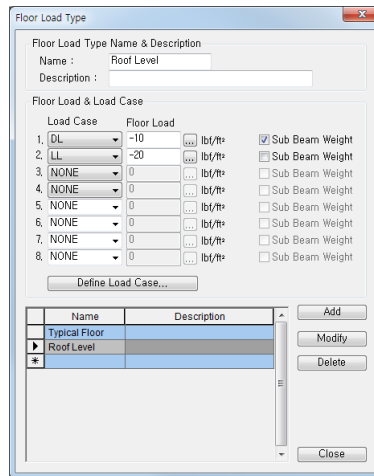 Floor Load Type
Floor Load Type Name & Description
Name : Roof Level
Description :
Floor Load & Load Case
Load Case Floor Load
1, DL -10 ... lbf/ft² Sub Beam Weight
2, LL -20 ... lbf/ft² Sub Beam Weight
3, NONE 0 ... lbf/ft² Sub Beam Weight
4, NONE 0 ... lbf/ft² Sub Beam Weight
5, NONE 0 ... lbf/ft² Sub Beam Weight
6, NONE 0 ... lbf/ft² Sub Beam Weight
7, NONE 0 ... lbf/ft² Sub Beam Weight
8, NONE 0 ... lbf/ft² Sub Beam Weight
Define Load Case...
Name Description
Typical Floor
Roof Level
*
Add
Modify
Delete
Close